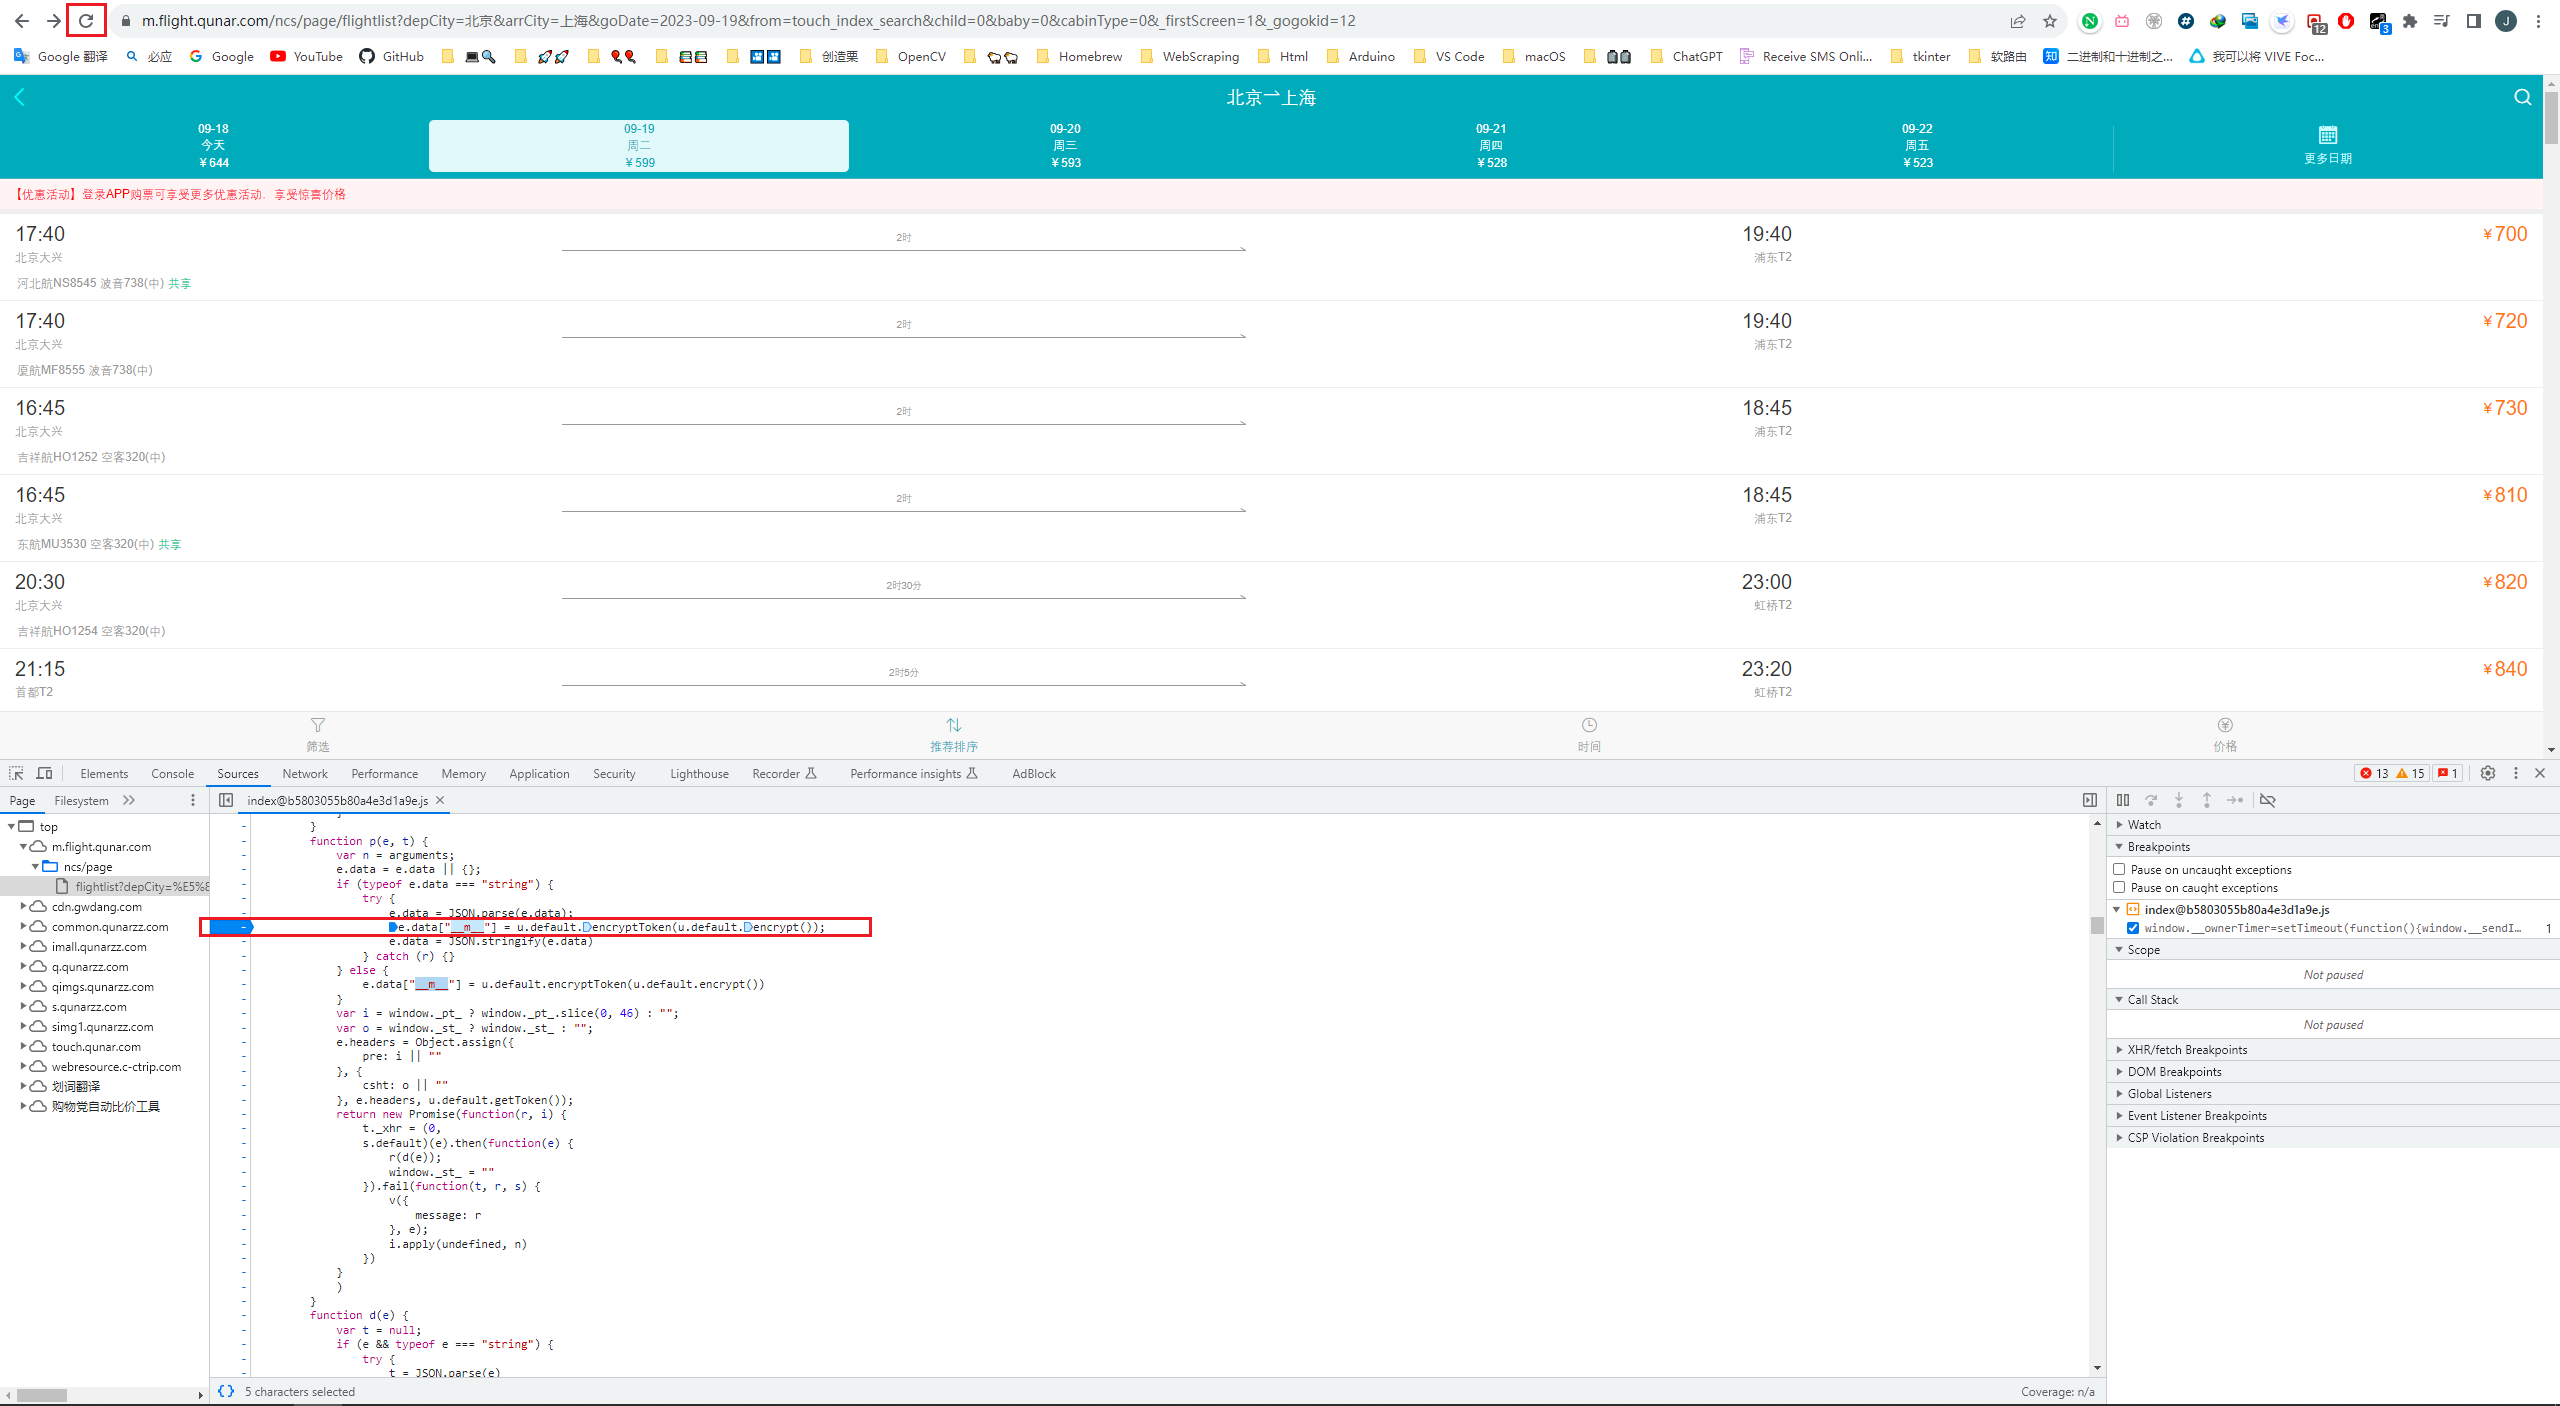 m.flight.qunar.com/ncs/page/flightlist?depCity=北京&arrCity=上海&goDate=2023-09-19&from=touch_index_search&child=0&baby=0&cabinType=0&_firstScreen=1&_gogokid=12
12 3 J
Google 翻译 必应 Google YouTube GitHub 创造栗 OpenCV Homebrew WebScraping Html Arduino VS Code macOS ChatGPT Receive SMS Onli... tkinter 软路由 知 二进制和十进制之... 我可以将 VIVE Foc...
北京→上海
09-18 09-19 09-20 09-21 09-22
今天 周二 周三 周四 周五
¥644 ¥599 ¥593 ¥528 ¥523 更多日期
【优惠活动】登录APP购票可享受更多优惠活动，享受惊喜价格
17:40 2时 19:40 ¥700
北京大兴 浦东T2
河北航NS8545 波音738(中) 共享
17:40 2时 19:40 ¥720
北京大兴 浦东T2
厦航MF8555 波音738(中)
16:45 2时 18:45 ¥730
北京大兴 浦东T2
吉祥航HO1252 空客320(中)
16:45 2时 18:45 ¥810
北京大兴 浦东T2
东航MU3530 空客320(中) 共享
20:30 2时30分 23:00 ¥820
北京大兴 虹桥T2
吉祥航HO1254 空客320(中)
21:15 2时5分 23:20 ¥840
首都T2 虹桥T2
筛选 推荐排序 时间 价格
Elements Console Sources Network Performance Memory Application Security Lighthouse Recorder Performance insights AdBlock 13 15 1
Page Filesystem
top
m.flight.qunar.com
ncs/page
flightlist?depCity=%E5%8
cdn.gwdang.com
common.qunarzz.com
imall.qunarzz.com
q.qunarzz.com
qimgs.qunarzz.com
s.qunarzz.com
simg1.qunarzz.com
touch.qunar.com
webresource.c-ctrip.com
划词翻译
购物党自动比价工具
index@b5803055b80a4e3d1a9e.js
}
function p(e, t) {
var n = arguments;
e.data = e.data || {};
if (typeof e.data === "string") {
try {
e.data = JSON.parse(e.data);
e.data["__m__"] = u.default.encryptToken(u.default.encrypt());
e.data = JSON.stringify(e.data)
} catch (r) {}
} else {
e.data["__m__"] = u.default.encryptToken(u.default.encrypt())
}
var i = window._pt_ ? window._pt_.slice(0, 46) : "";
var o = window._st_ ? window._st_ : "";
e.headers = Object.assign({
pre: i || ""
}, {
csht: o || ""
}, e.headers, u.default.getToken());
return new Promise(function(r, i) {
t._xhr = (0,
s.default)(e).then(function(e) {
r(d(e));
window._st_ = ""
}).fail(function(t, r, s) {
v({
message: r
}, e);
i.apply(undefined, n)
})
}
)
}
function d(e) {
var t = null;
if (e && typeof e === "string") {
try {
t = JSON.parse(e)
{} 5 characters selected Coverage: n/a
Watch
Breakpoints
Pause on uncaught exceptions
Pause on caught exceptions
index@b5803055b80a4e3d1a9e.js
window.__ownerTimer=setTimeout(function(){window.__sendI… 1
Scope
Not paused
Call Stack
Not paused
XHR/fetch Breakpoints
DOM Breakpoints
Global Listeners
Event Listener Breakpoints
CSP Violation Breakpoints